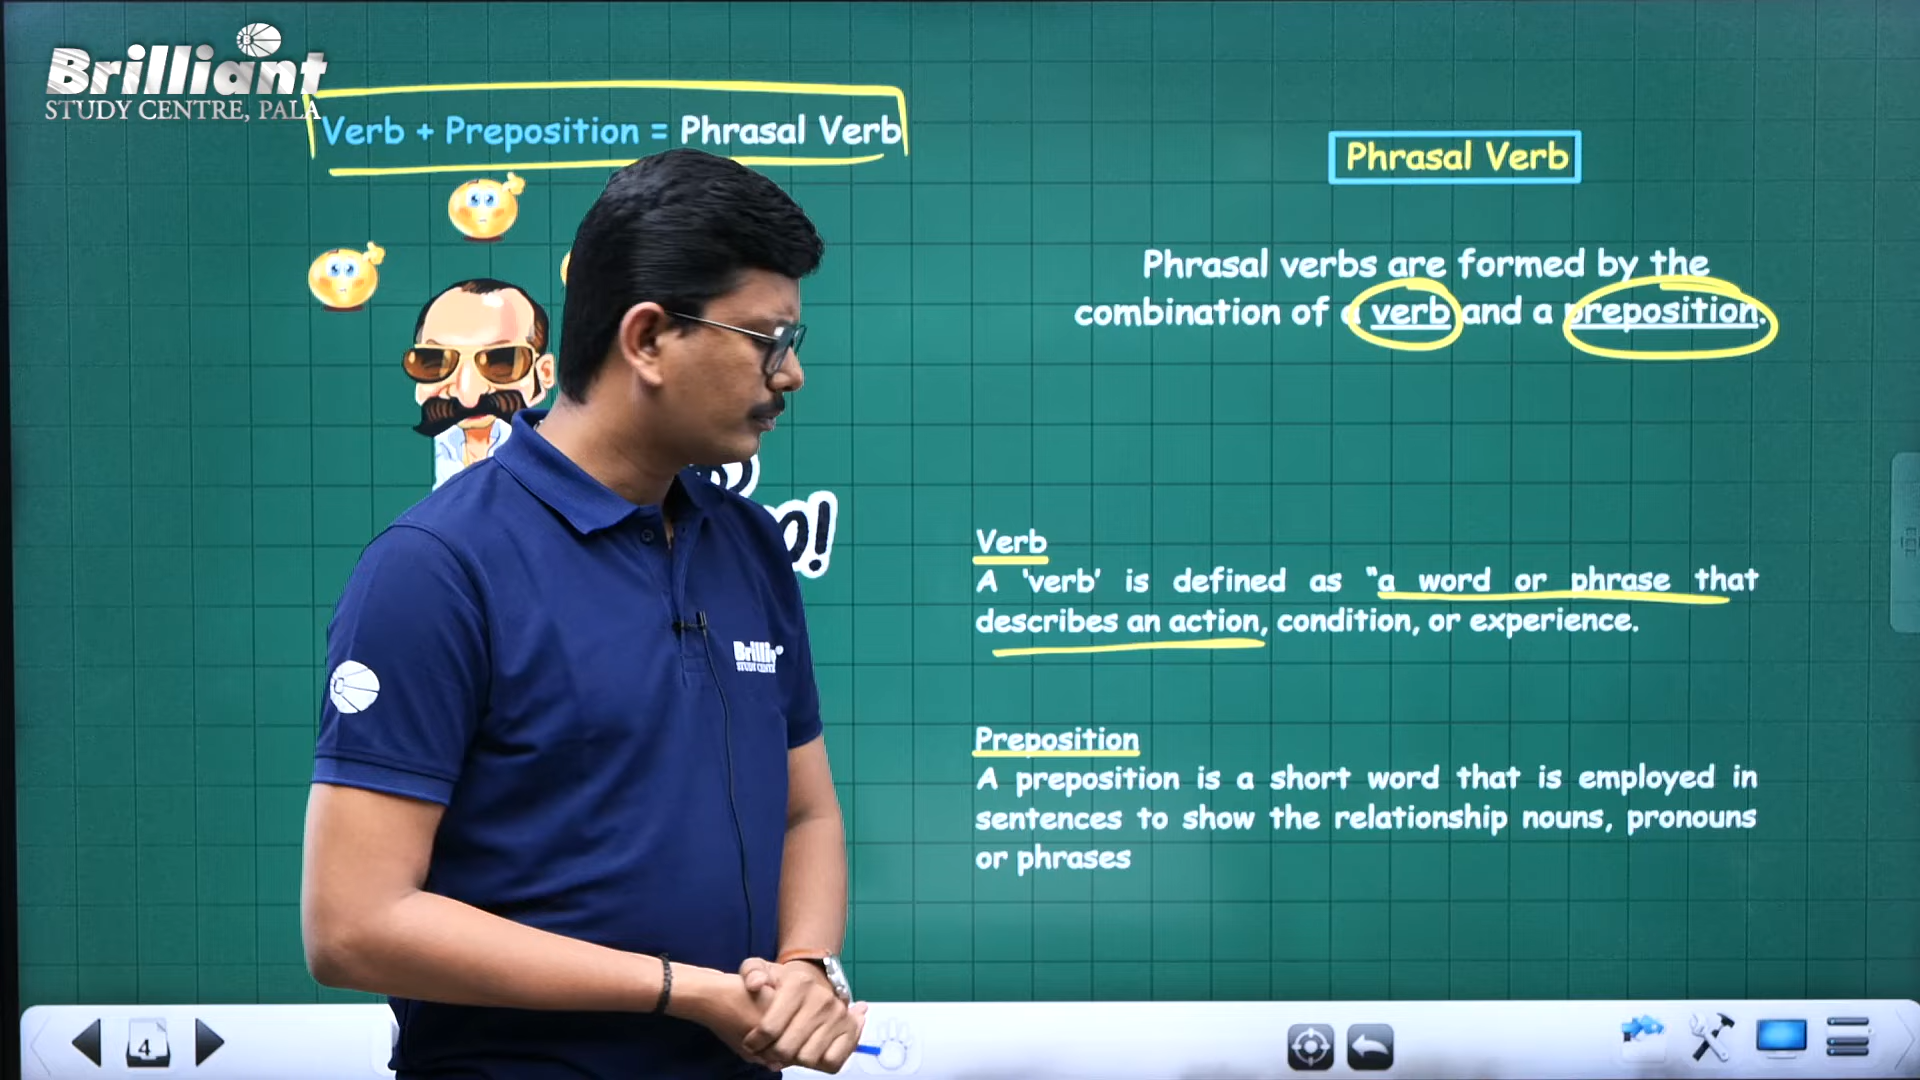 Brilliant
STUDY CENTRE, PALA
Verb + Preposition = Phrasal Verb
Phrasal Verb
Phrasal verbs are formed by the
combination of a verb and a preposition.
Verb
A 'verb' is defined as "a word or phrase that
describes an action, condition, or experience.
Preposition
A preposition is a short word that is employed in
sentences to show the relationship nouns, pronouns
or phrases
4